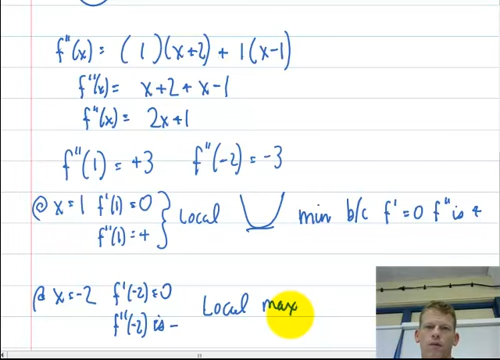 f''(x) = (1)(x+2) + 1(x-1)
f''(x) = x+2+x-1
f''(x) = 2x+1
f''(1) = +3 f''(-2) = -3
@ x=1 f'(1)=0 } Local min b/c f'=0 f'' is +
f''(1)=+
@ x=-2 f'(-2)=0 Local max
f''(-2) is -